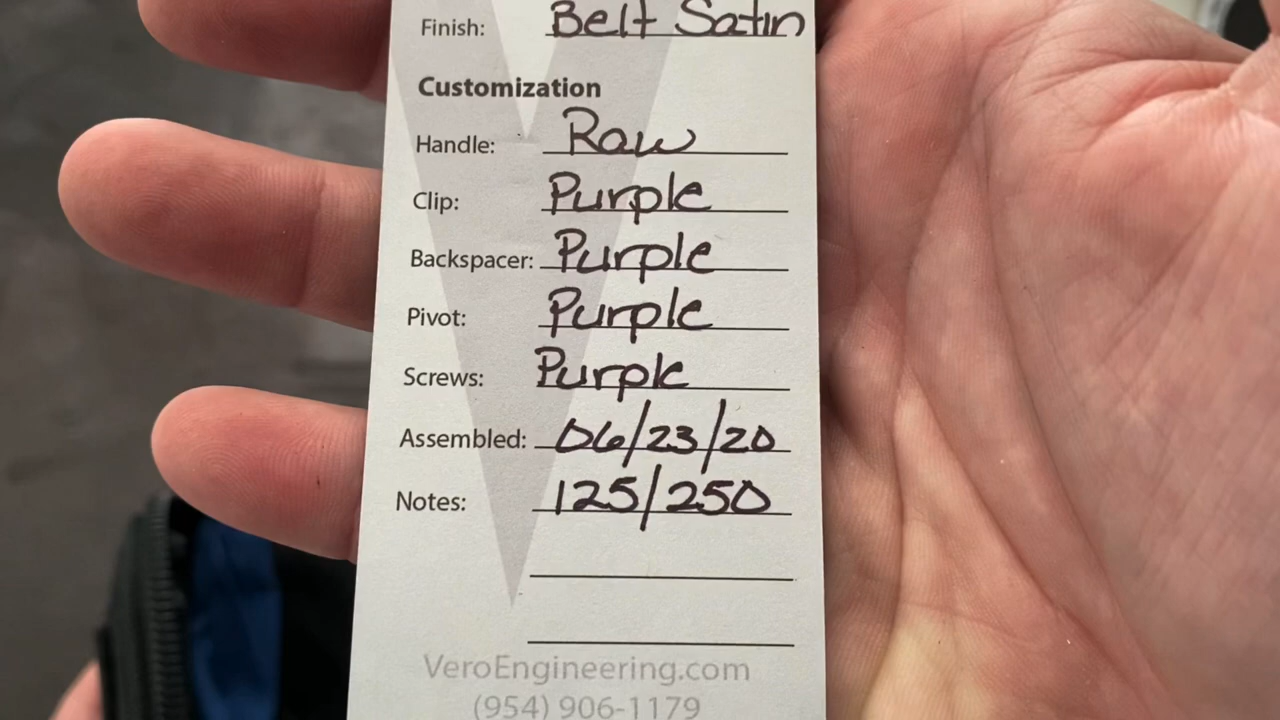 Finish: Belt Satin
Customization
Handle: Raw
Clip: Purple
Backspacer: Purple
Pivot: Purple
Screws: Purple
Assembled: 06/23/20
Notes: 125/250
VeroEngineering.com
(954) 906-1179